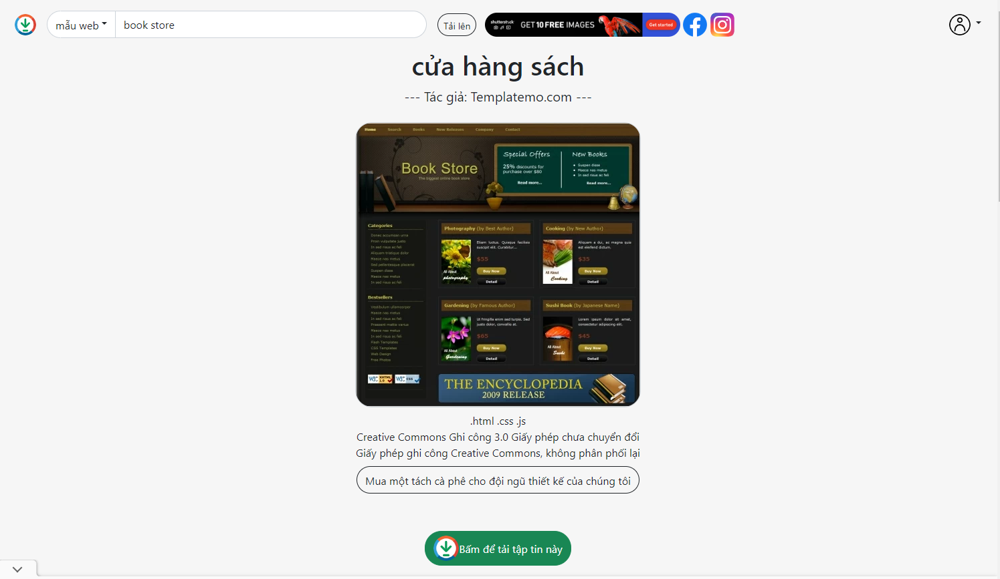 mẫu web
book store
Tải lên
shutterstock
GET 10 FREE IMAGES
Get started
cửa hàng sách
--- Tác giả: Templatemo.com ---
Home Search Books New Releases Company Contact
Book Store
The biggest online book store
Special Offers
25% discounts for
purchase over $80
Read more...
New Books
Suspen disse
Maece nas metus
In sed risus ac feli
Read more...
Categories
Donec accumsan urna
Proin vulputate justo
In sed risus ac feli
Aliquam tristique dolor
Maece nas metus
Sed pellentesque placerat
Suspen disse
Maece nas metus
In sed risus ac feli
Bestsellers
Vestibulum ullamcorper
Maece nas metus
In sed risus ac feli
Praesent mattis varius
Maece nas metus
In sed risus ac feli
Flash Templates
CSS Templates
Web Design
Free Photos
W3C XHTML 1.0
W3C CSS
Photography (by Best Author)
All About
photography
Etiam luctus. Quisque facilisis
suscipit elit. Curabitur...
$55
Buy Now
Detail
Cooking (by New Author)
All About
Cooking
Aliquam a dui, ac magna quis
est eleifend dictum.
$35
Buy Now
Detail
Gardening (by Famous Author)
All About
Gardening
Ut fringilla enim sed turpis. Sed
justo dolor, convallis at.
$65
Buy Now
Detail
Sushi Book (by Japanese Name)
All About
Sushi
Lorem ipsum dolor sit amet,
consectetur adipiscing elit.
$45
Buy Now
Detail
THE ENCYCLOPEDIA
2009 RELEASE
.html .css .js
Creative Commons Ghi công 3.0 Giấy phép chưa chuyển đổi
Giấy phép ghi công Creative Commons, không phân phối lại
Mua một tách cà phê cho đội ngũ thiết kế của chúng tôi
Bấm để tải tập tin này